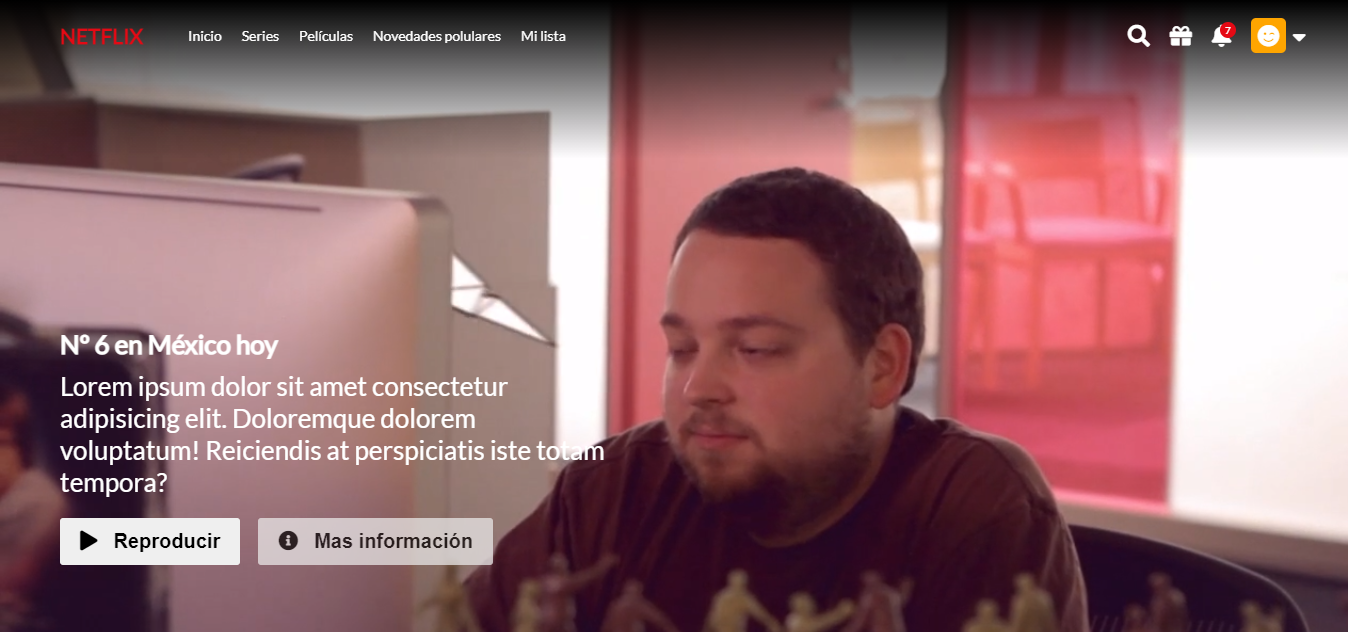 NETFLIX Inicio Series Películas Novedades polulares Mi lista 7
Nº 6 en México hoy
Lorem ipsum dolor sit amet consectetur
adipisicing elit. Doloremque dolorem
voluptatum! Reiciendis at perspiciatis iste totam
tempora?
Reproducir Mas información